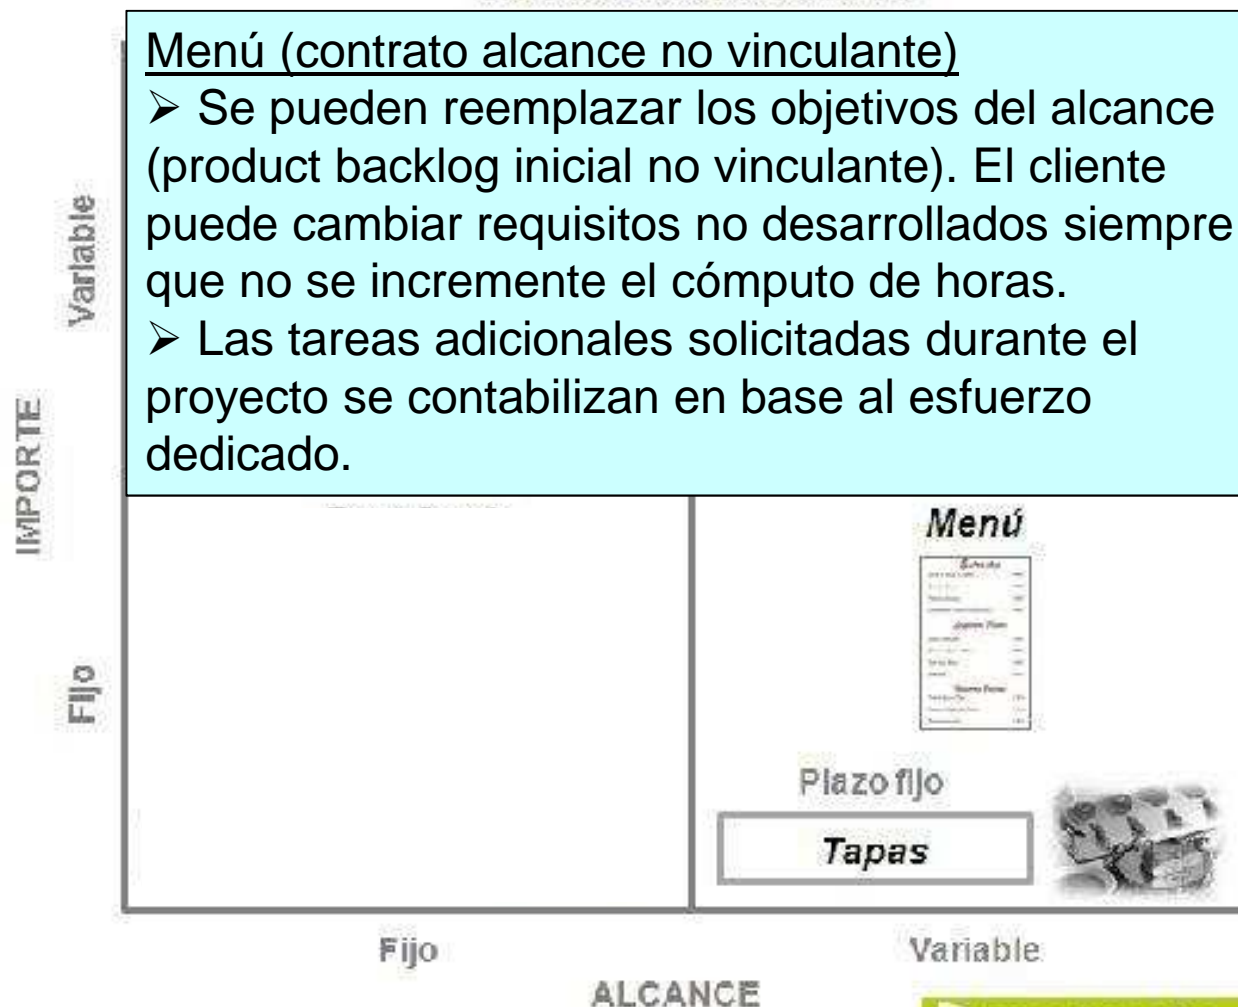 Menú (contrato alcance no vinculante)
➢ Se pueden reemplazar los objetivos del alcance
(product backlog inicial no vinculante). El cliente
puede cambiar requisitos no desarrollados siempre
que no se incremente el cómputo de horas.
➢ Las tareas adicionales solicitadas durante el
proyecto se contabilizan en base al esfuerzo
dedicado.
IMPORTE
Variable
Fijo
Menú
Plazo fijo
Tapas
Fijo
Variable
ALCANCE